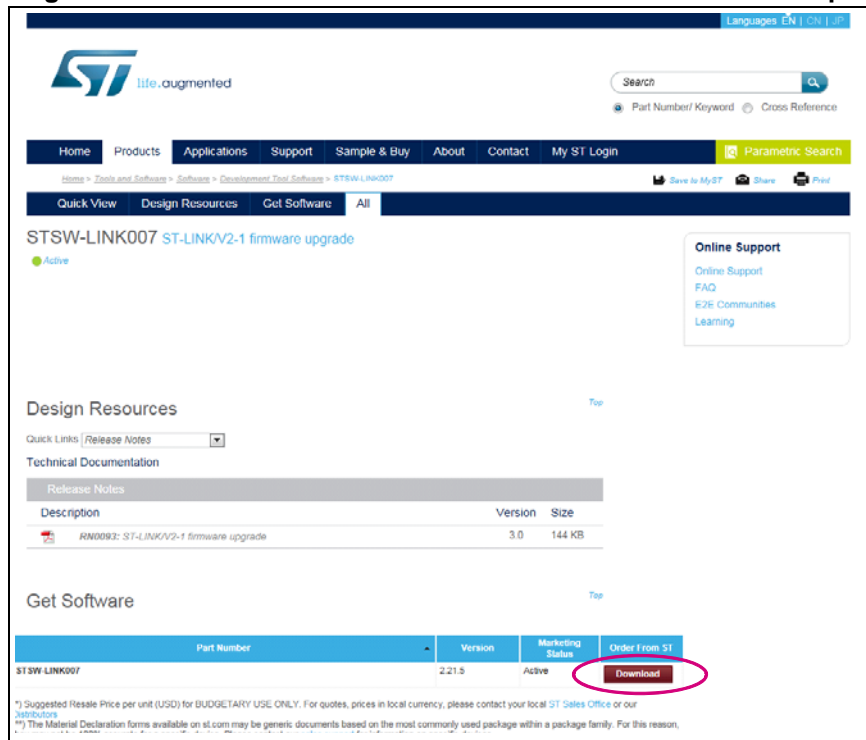 Languages EN | CN | JP
ST life.augmented
Search
Part Number/ Keyword Cross Reference
Home Products Applications Support Sample & Buy About Contact My ST Login Parametric Search
Home > Tools and Software > Software > Development Tool Software > STSW-LINK007 Save to MyST Share Print
Quick View Design Resources Get Software All
STSW-LINK007 ST-LINK/V2-1 firmware upgrade
Active
Online Support
Online Support
FAQ
E2E Communities
Learning
Design Resources Top
Quick Links Release Notes
Technical Documentation
Release Notes
Description Version Size
RN0093: ST-LINK/V2-1 firmware upgrade 3.0 144 KB
Get Software Top
Part Number Version Marketing Status Order From ST
STSW-LINK007 2.21.5 Active Download
*) Suggested Resale Price per unit (USD) for BUDGETARY USE ONLY. For quotes, prices in local currency, please contact your local ST Sales Office or our
Distributors
**) The Material Declaration forms available on st.com may be generic documents based on the most commonly used package within a package family. For this reason,